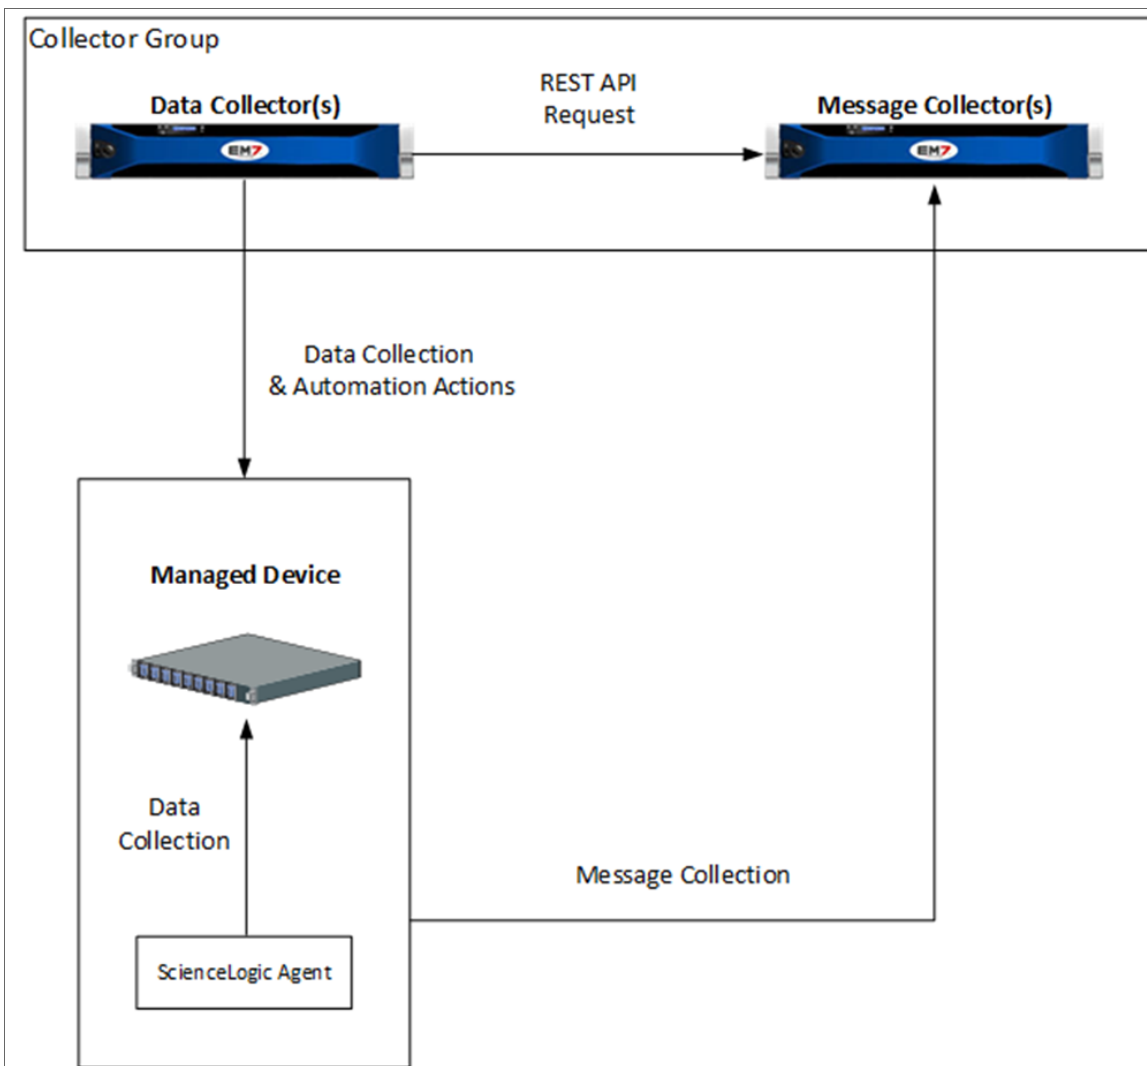 Collector Group
REST API
Request
Data Collector(s)
Message Collector(s)
EM7
EM7
Data Collection
& Automation Actions
Managed Device
Data
Collection
Message Collection
ScienceLogic Agent